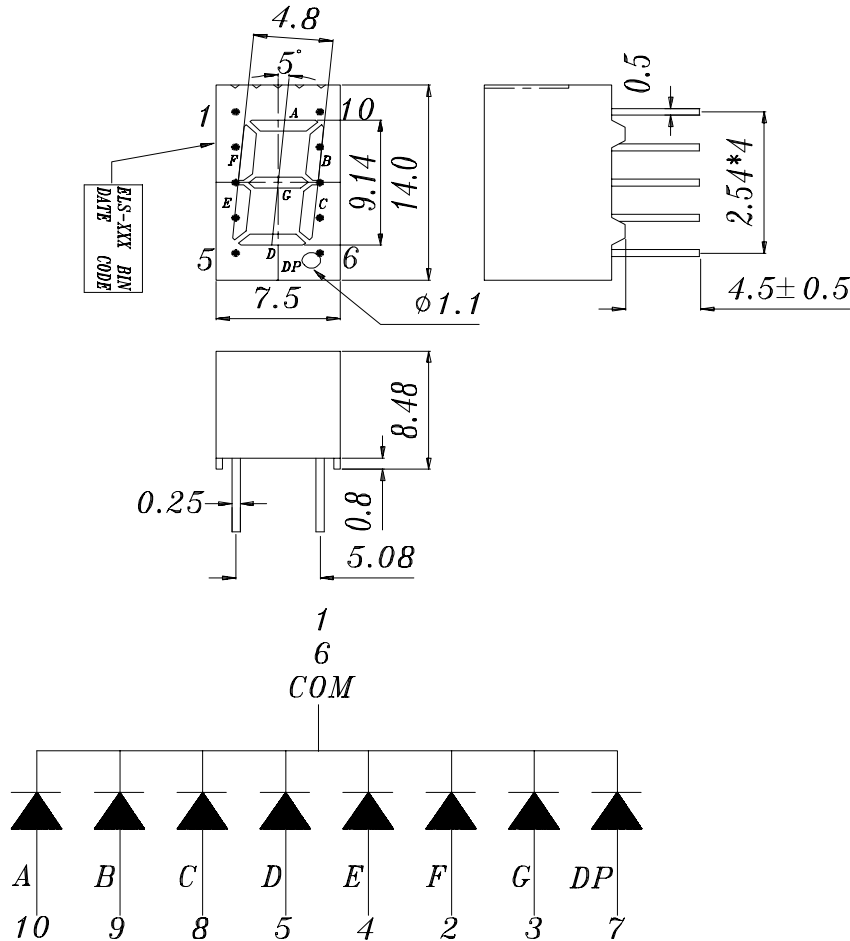 4.8
5°
1
10
A
F
B
G
E
C
D
DP
5
6
9.14
14.0
7.5
φ1.1
ELS-XXX BIN
DATE CODE
0.5
2.54*4
4.5± 0.5
8.48
0.25
0.8
5.08
1
6
COM
A B C D E F G DP
10 9 8 5 4 2 3 7